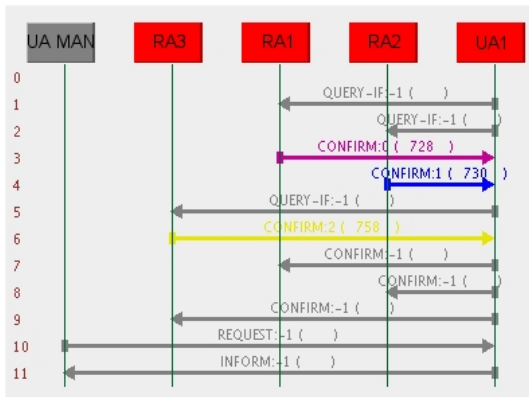 UA MAN RA3 RA1 RA2 UA1
0
QUERY-IF:-1 ( )
1
QUERY-IF:-1 ( )
2
CONFIRM:0 ( 728 )
3
CONFIRM:1 ( 730 )
4
QUERY-IF:-1 ( )
5
CONFIRM:2 ( 758 )
6
CONFIRM:-1 ( )
7
CONFIRM:-1 ( )
8
CONFIRM:-1 ( )
9
REQUEST:-1 ( )
10
INFORM:-1 ( )
11